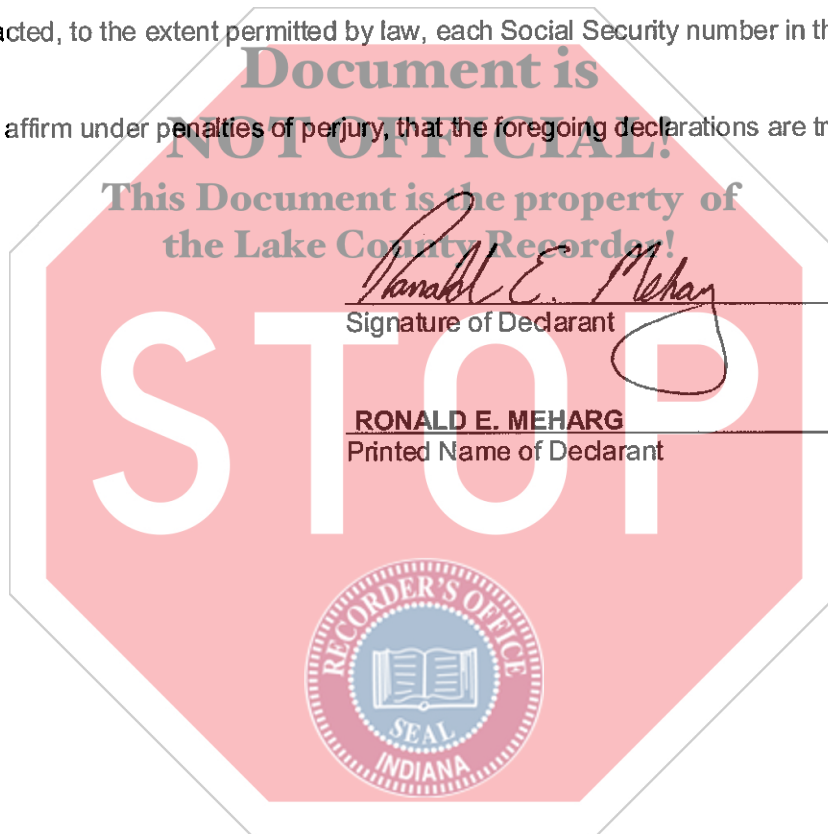 acted, to the extent permitted by law, each Social Security number in th
Document is
affirm under penalties of perjury, that the foregoing declarations are tr
NOT OFFICIAL!
This Document is the property of
the Lake County Recorder!
Ronald E. Meharg
Signature of Declarant
STOP
RONALD E. MEHARG
Printed Name of Declarant
RECORDER'S OFFICE
SEAL
INDIANA